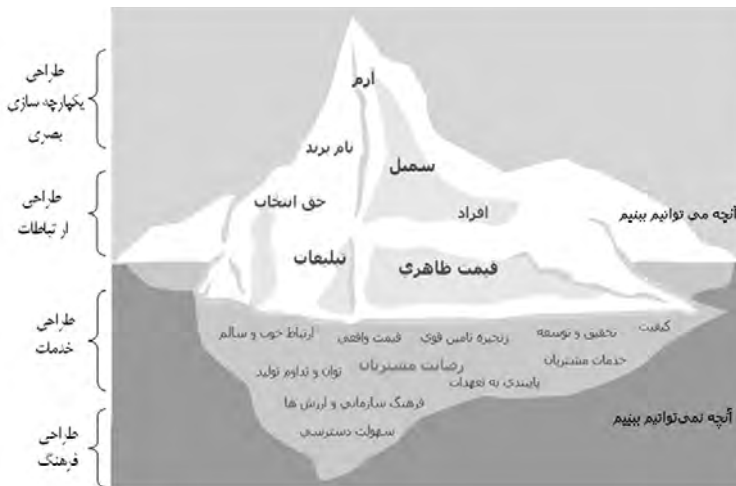 طراحی
یکپارچه سازی
بصری
آرم
نام برند
سمبل
حق انتخاب
افراد
آنچه می توانیم ببنیم
طراحی
ارتباطات
تبلیغات
قیمت ظاهری
طراحی
خدمات
ارتباط خوب و سالم
قیمت واقعی
زنجیره تامین قوی
تحقیق و توسعه
کیفیت
توان و تداوم تولید
رضایت مشتریان
خدمات مشتریان
پایبندی به تعهدات
فرهنگ سازمانی و ارزش ها
سهولت دسترسی
آنچه نمی‌توانیم ببنیم
طراحی
فرهنگ